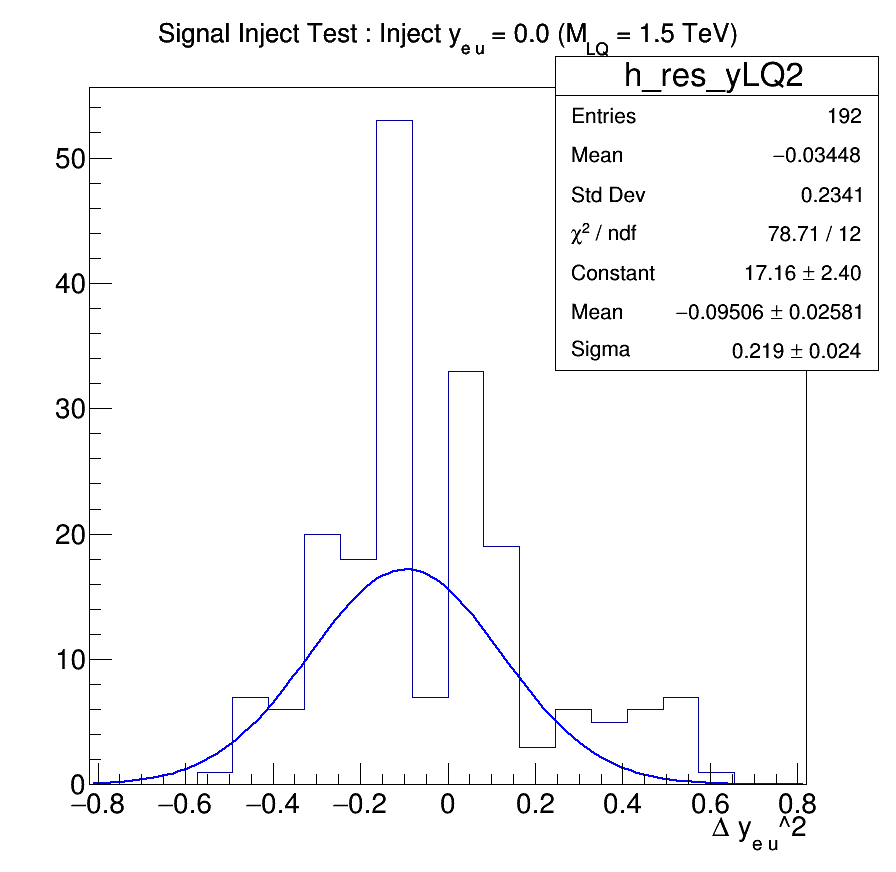 Signal Inject Test : Inject y_{e u} = 0.0 (M_{LQ} = 1.5 TeV)
h_res_yLQ2
Entries 192
Mean −0.03448
Std Dev 0.2341
χ² / ndf 78.71 / 12
Constant 17.16 ± 2.40
Mean −0.09506 ± 0.02581
Sigma 0.219 ± 0.024
50
40
30
20
10
0
−0.8 −0.6 −0.4 −0.2 0 0.2 0.4 0.6 0.8
Δ y_{e u}^2